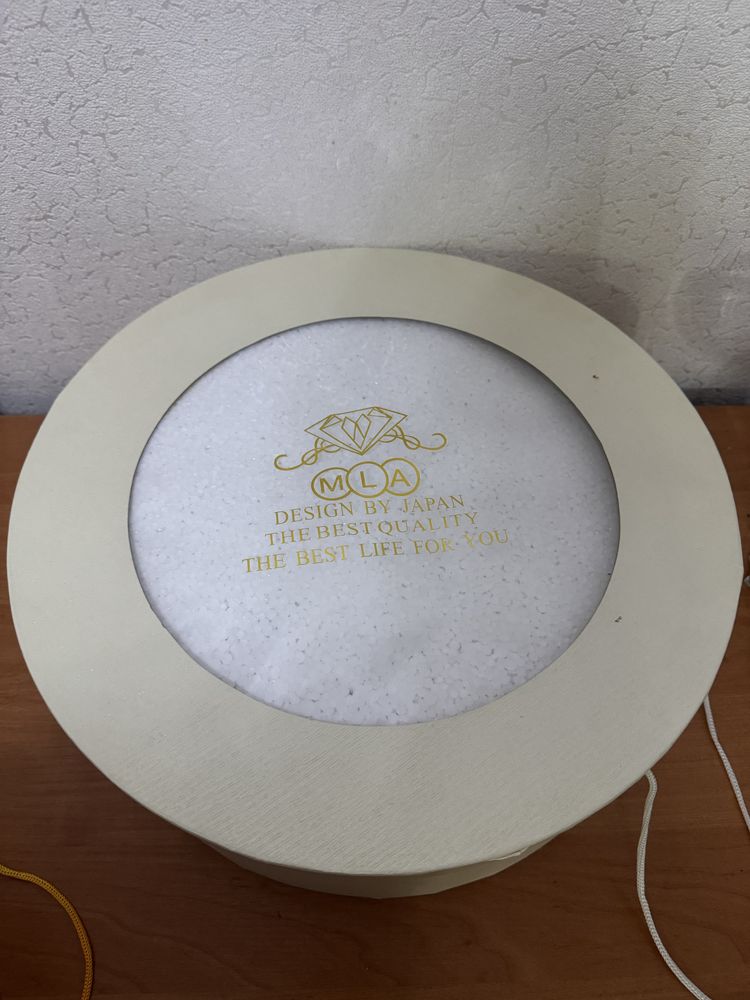 MLA
DESIGN BY JAPAN
THE BEST QUALITY
THE BEST LIFE FOR YOU